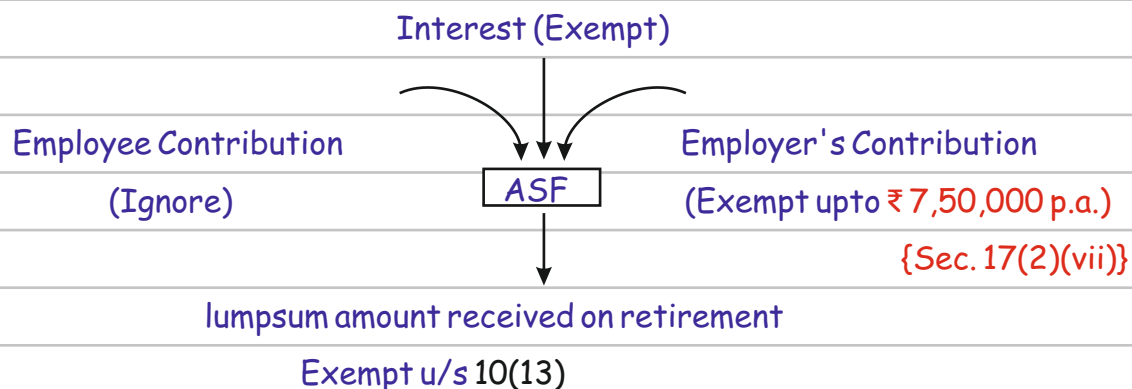 Interest (Exempt)
Employee Contribution
Employer's Contribution
(Ignore)
ASF
(Exempt upto ₹ 7,50,000 p.a.)
{Sec. 17(2)(vii)}
lumpsum amount received on retirement
Exempt u/s 10(13)